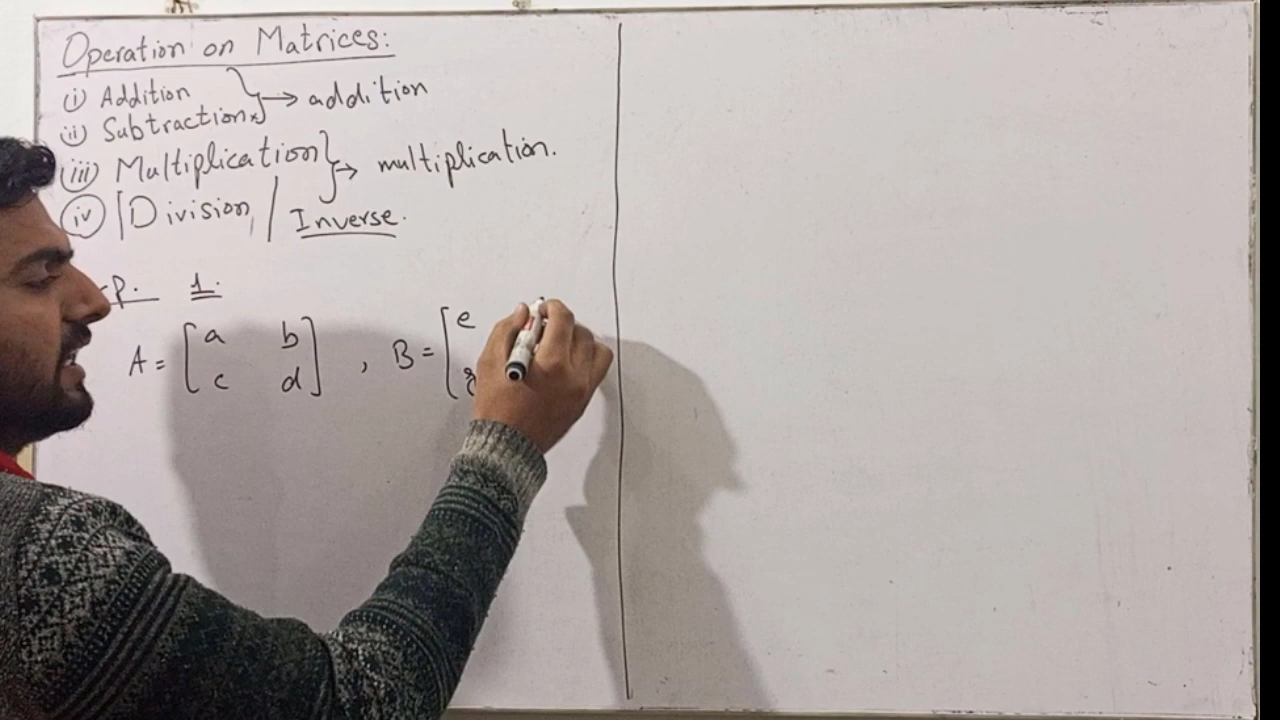 Operation on Matrices:
(i) Addition
(ii) Subtraction } → addition
(iii) Multiplication
(iv) Division / Inverse. } → multiplication.
p. 1.
A = [a b
c d] , B = [e